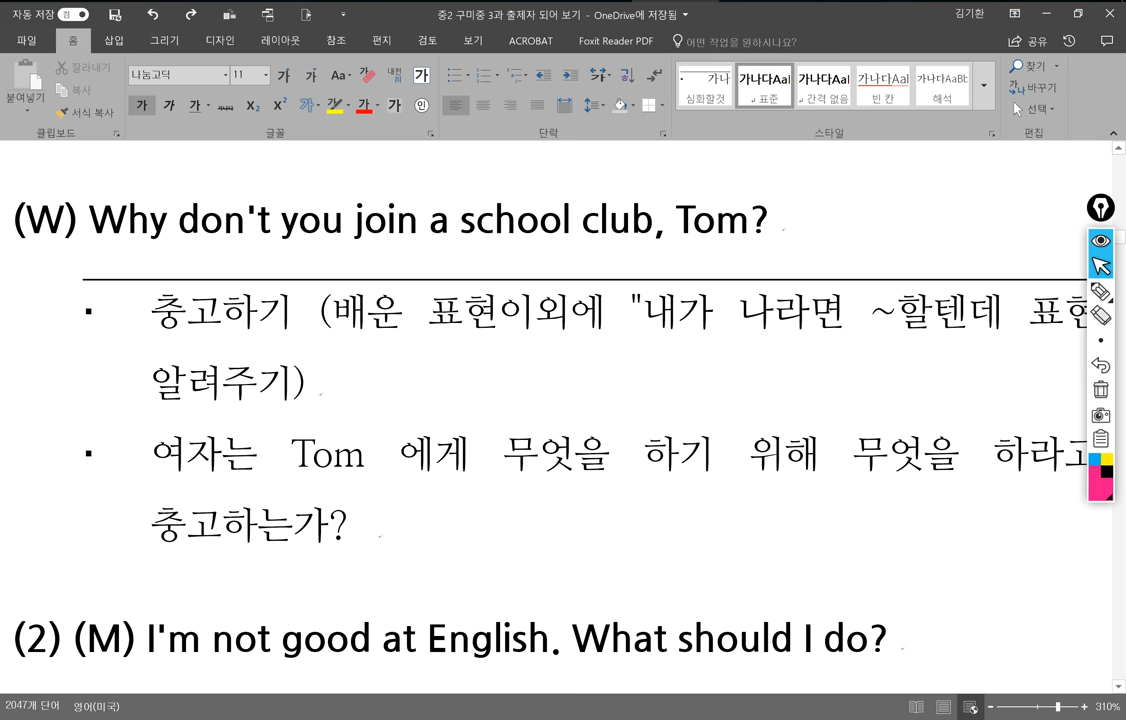 자동 저장 컴 중2 구미중 3과 출제자 되어 보기 - OneDrive에 저장됨 김기환
파일 홈 삽입 그리기 디자인 레이아웃 참조 편지 검토 보기 ACROBAT Foxit Reader PDF 어떤 작업을 원하시나요? 공유
붙여넣기 잘라내기 복사 서식 복사
나눔고딕 11
가나 가나다Aal 가나다Aal 가나다Aal 가나다AaBb
심화할것 표준 간격 없음 빈 칸 해석
찾기 바꾸기 선택
클립보드 글꼴 단락 스타일 편집
(W) Why don't you join a school club, Tom?
▪ 충고하기 (배운 표현이외에 "내가 나라면 ~할텐데 표현
알려주기)
▪ 여자는 Tom 에게 무엇을 하기 위해 무엇을 하라고
충고하는가?
(2) (M) I'm not good at English. What should I do?
2047개 단어 영어(미국) 310%